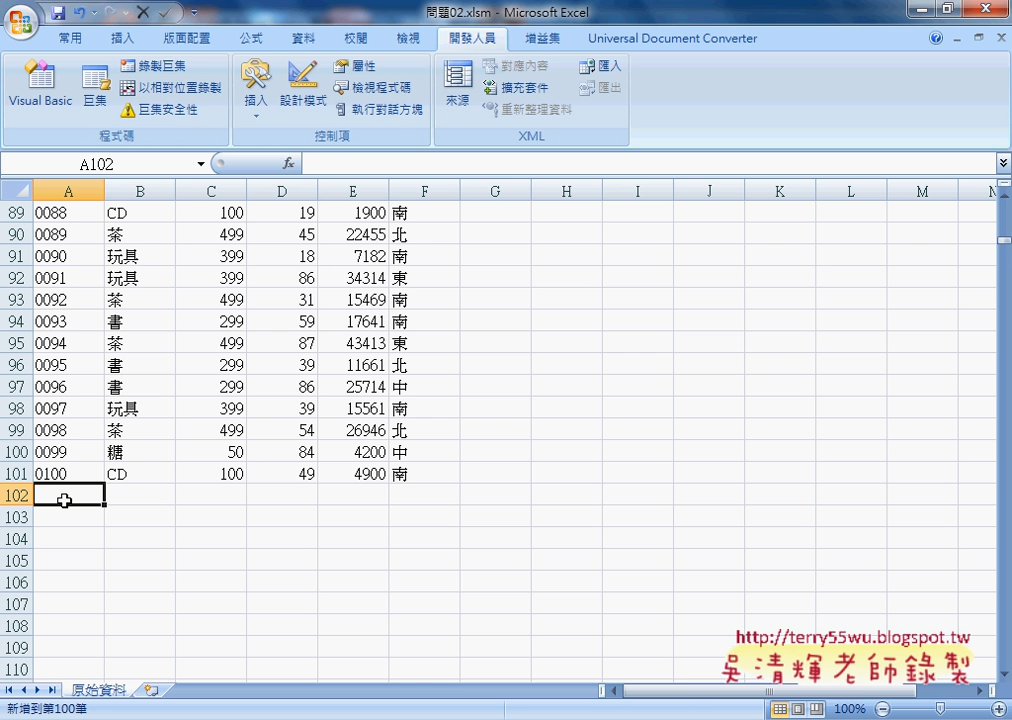 問題02.xlsm - Microsoft Excel
常用 插入 版面配置 公式 資料 校閱 檢視 開發人員 增益集 Universal Document Converter
Visual Basic 巨集 錄製巨集 以相對位置錄製 巨集安全性 程式碼
插入 設計模式 屬性 檢視程式碼 執行對話方塊 控制項
來源 對應內容 擴充套件 重新整理資料 匯入 匯出 XML
A102 fx
A B C D E F G H I J K L M N
89 0088 CD 100 19 1900 南
90 0089 茶 499 45 22455 北
91 0090 玩具 399 18 7182 南
92 0091 玩具 399 86 34314 東
93 0092 茶 499 31 15469 南
94 0093 書 299 59 17641 南
95 0094 茶 499 87 43413 東
96 0095 書 299 39 11661 北
97 0096 書 299 86 25714 中
98 0097 玩具 399 39 15561 南
99 0098 茶 499 54 26946 北
100 0099 糖 50 84 4200 中
101 0100 CD 100 49 4900 南
102
103
104
105
106
107
108
109
110
http://terry55wu.blogspot.tw
吳清輝老師錄製
原始資料
新增到第100筆 100%